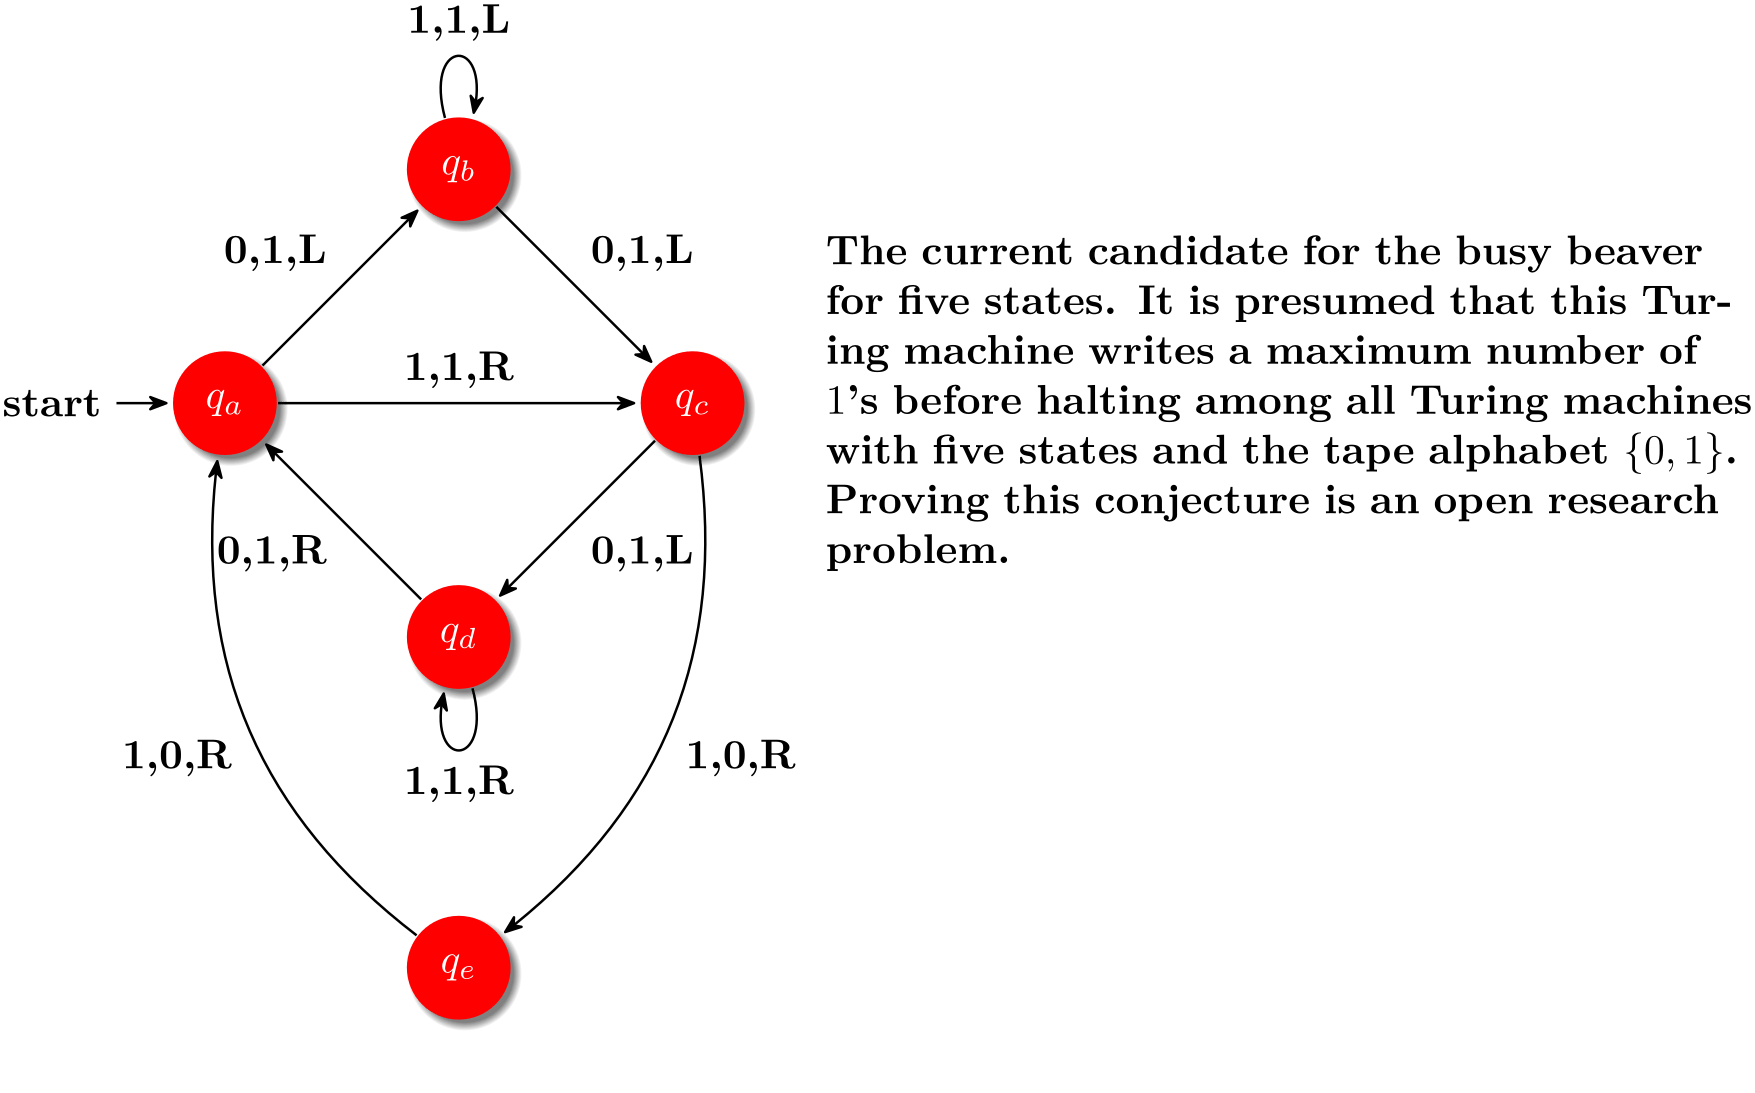 1,1,L
q_b
0,1,L
0,1,L
1,1,R
start
q_a
q_c
0,1,R
0,1,L
q_d
1,0,R
1,1,R
1,0,R
q_e
The current candidate for the busy beaver
for five states. It is presumed that this Tur-
ing machine writes a maximum number of
1's before halting among all Turing machines
with five states and the tape alphabet {0, 1}.
Proving this conjecture is an open research
problem.